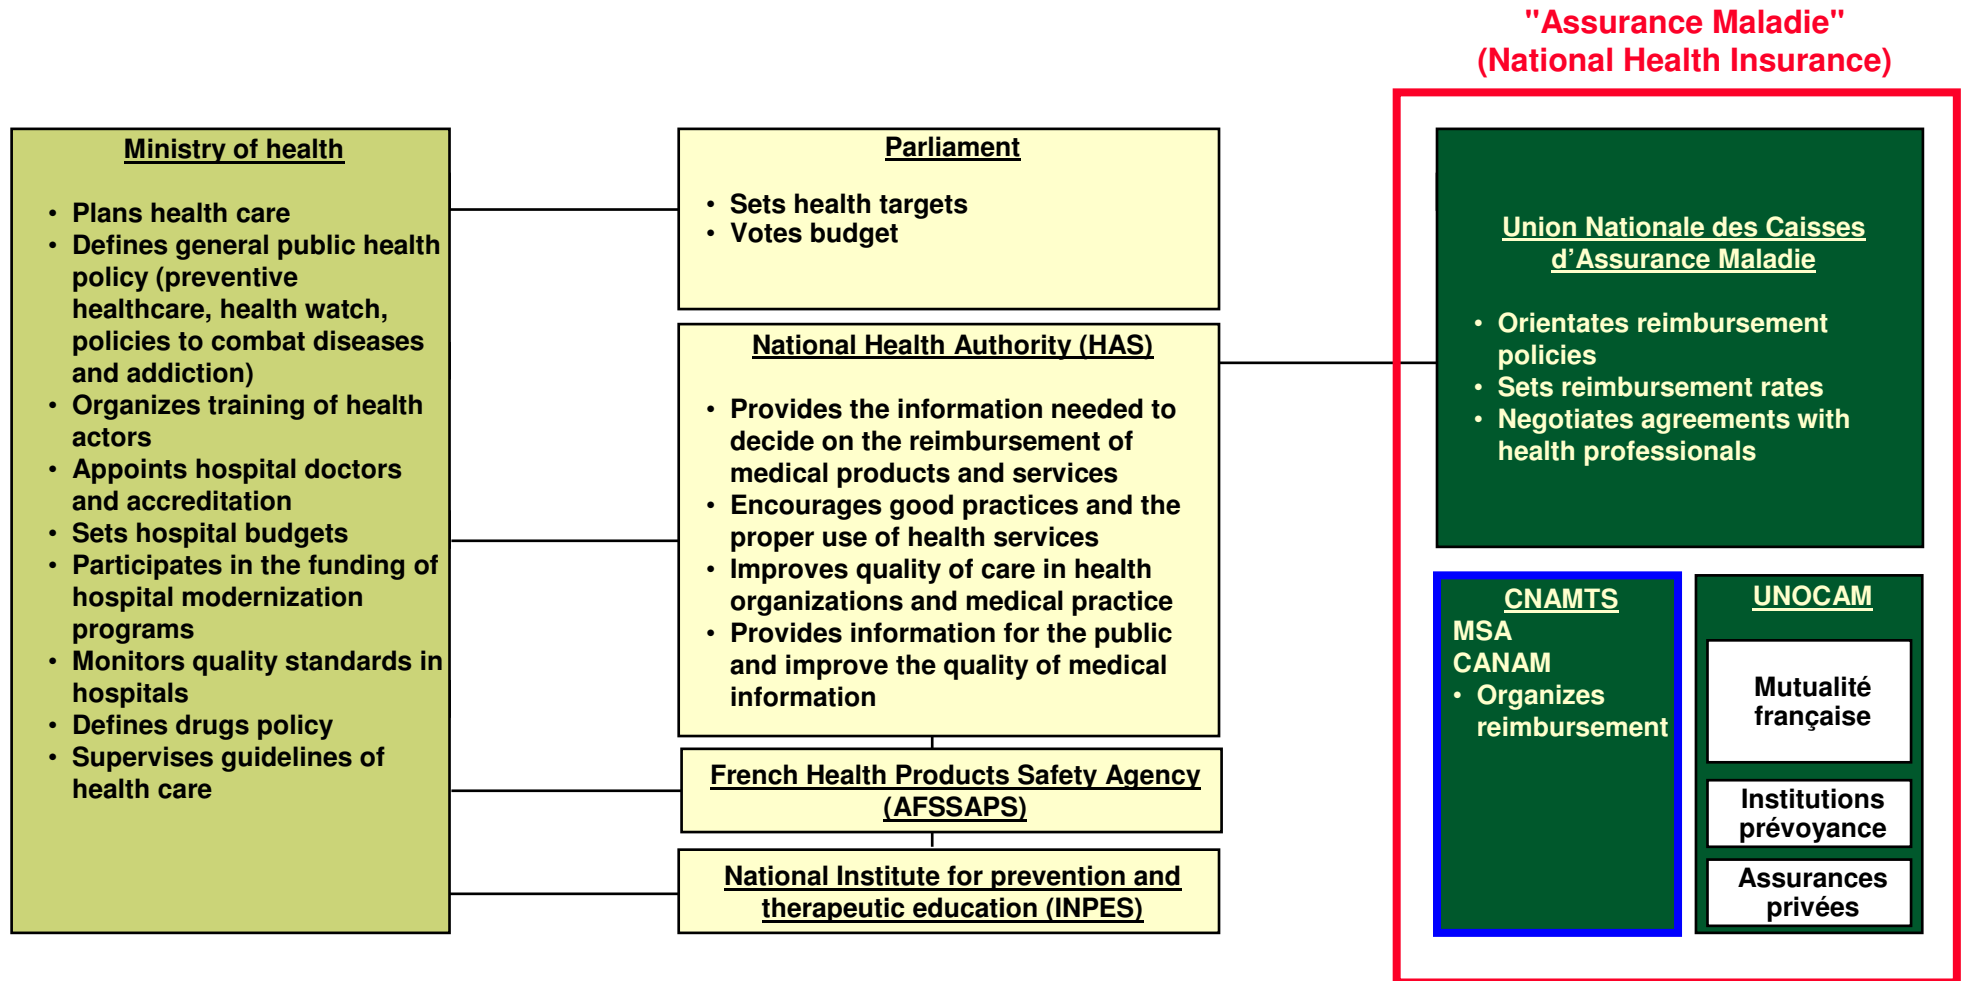 "Assurance Maladie"
(National Health Insurance)
Ministry of health
• Plans health care
• Defines general public health
policy (preventive
healthcare, health watch,
policies to combat diseases
and addiction)
• Organizes training of health
actors
• Appoints hospital doctors
and accreditation
• Sets hospital budgets
• Participates in the funding of
hospital modernization
programs
• Monitors quality standards in
hospitals
• Defines drugs policy
• Supervises guidelines of
health care
Parliament
• Sets health targets
• Votes budget
National Health Authority (HAS)
• Provides the information needed to
decide on the reimbursement of
medical products and services
• Encourages good practices and the
proper use of health services
• Improves quality of care in health
organizations and medical practice
• Provides information for the public
and improve the quality of medical
information
French Health Products Safety Agency
(AFSSAPS)
National Institute for prevention and
therapeutic education (INPES)
Union Nationale des Caisses
d’Assurance Maladie
• Orientates reimbursement
policies
• Sets reimbursement rates
• Negotiates agreements with
health professionals
CNAMTS
MSA
CANAM
• Organizes
reimbursement
UNOCAM
Mutualité
française
Institutions
prévoyance
Assurances
privées